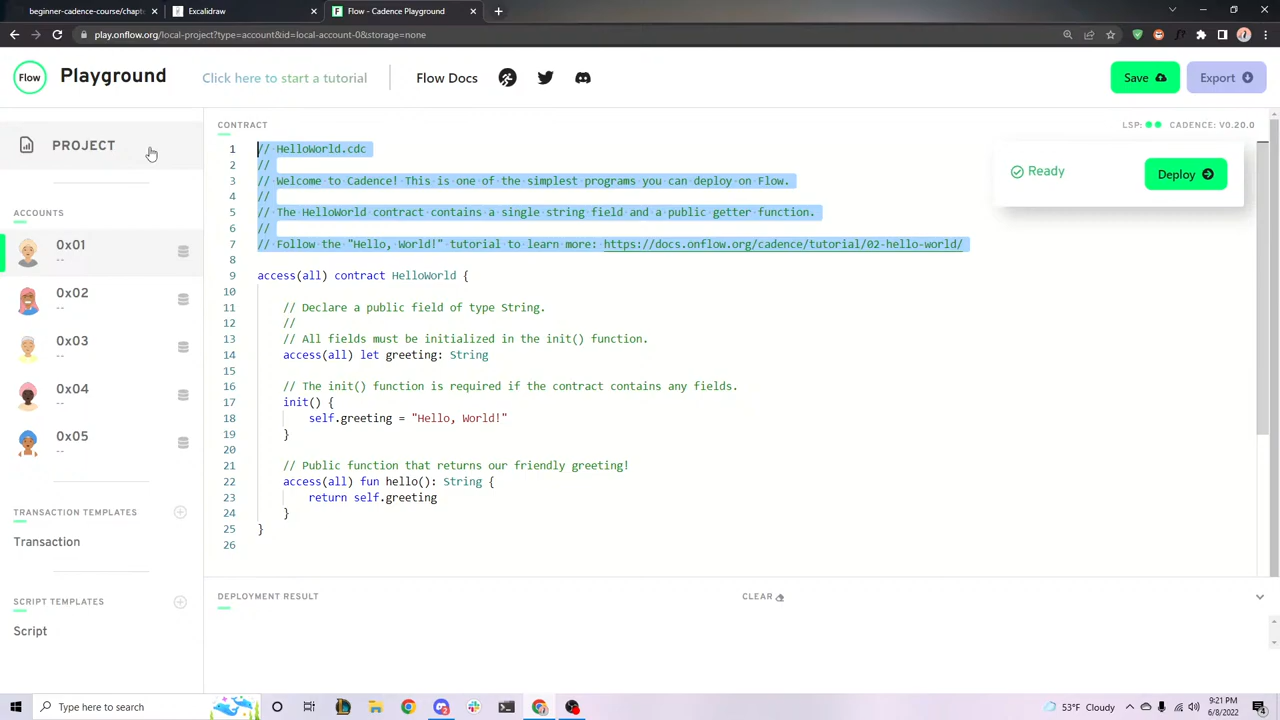 beginner-cadence-course/chapt
Excalidraw
Flow - Cadence Playground
play.onflow.org/local-project?type=account&id=local-account-0&storage=none
Flow
Playground
Click here to start a tutorial
Flow Docs
Save
Export
PROJECT
ACCOUNTS
0x01
--
0x02
--
0x03
--
0x04
--
0x05
--
TRANSACTION TEMPLATES
Transaction
SCRIPT TEMPLATES
Script
CONTRACT
LSP:
CADENCE: V0.20.0
Ready
Deploy
1 // HelloWorld.cdc
2 //
3 // Welcome to Cadence! This is one of the simplest programs you can deploy on Flow.
4 //
5 // The HelloWorld contract contains a single string field and a public getter function.
6 //
7 // Follow the "Hello, World!" tutorial to learn more: https://docs.onflow.org/cadence/tutorial/02-hello-world/
8
9 access(all) contract HelloWorld {
10
11 // Declare a public field of type String.
12 //
13 // All fields must be initialized in the init() function.
14 access(all) let greeting: String
15
16 // The init() function is required if the contract contains any fields.
17 init() {
18 self.greeting = "Hello, World!"
19 }
20
21 // Public function that returns our friendly greeting!
22 access(all) fun hello(): String {
23 return self.greeting
24 }
25 }
26
DEPLOYMENT RESULT
CLEAR
Type here to search
53°F Cloudy
9:21 PM
6/8/2022